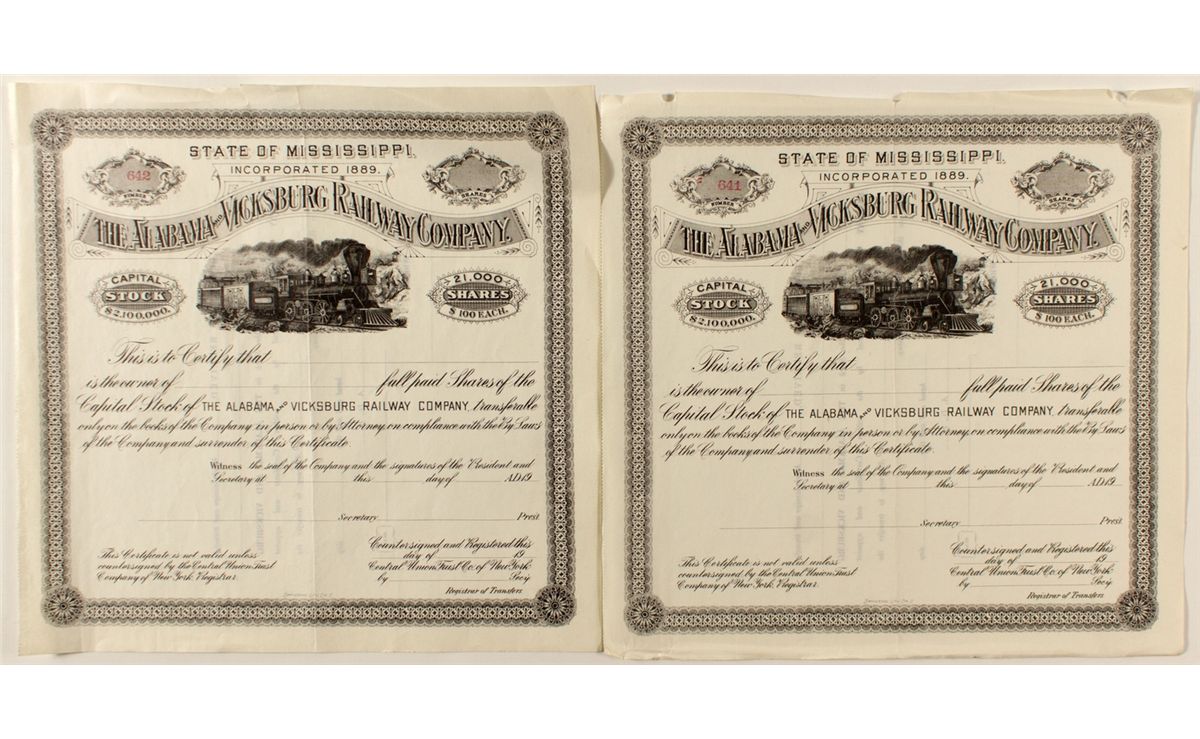 STATE OF MISSISSIPPI.
642
NUMBER
INCORPORATED 1889.
SHARES
THE ALABAMA AND VICKSBURG RAILWAY COMPANY.
CAPITAL
STOCK
$2,100,000.
21,000
SHARES
$100 EACH.
This is to Certify that
is the owner of full paid Shares of the
Capital Stock of THE ALABAMA AND VICKSBURG RAILWAY COMPANY, transferable
only on the books of the Company in person or by Attorney, on compliance with the By Laws
of the Company and surrender of this Certificate.
Witness the seal of the Company and the signatures of the President and
Secretary at this day of A.D. 19
Secretary Prest.
This Certificate is not valid unless
countersigned by the Central Union Trust
Company of New York, Registrar.
Countersigned and Registered this
day of 19
Central Union Trust Co. of New York
by Sec'y
Registrar of Transfers
STATE OF MISSISSIPPI.
641
NUMBER
INCORPORATED 1889.
SHARES
THE ALABAMA AND VICKSBURG RAILWAY COMPANY.
CAPITAL
STOCK
$2,100,000.
21,000
SHARES
$100 EACH.
This is to Certify that
is the owner of full paid Shares of the
Capital Stock of THE ALABAMA AND VICKSBURG RAILWAY COMPANY, transferable
only on the books of the Company in person or by Attorney, on compliance with the By Laws
of the Company and surrender of this Certificate.
Witness the seal of the Company and the signatures of the President and
Secretary at this day of A.D. 19
Secretary Prest.
This Certificate is not valid unless
countersigned by the Central Union Trust
Company of New York, Registrar.
Countersigned and Registered this
day of 19
Central Union Trust Co. of New York
by Sec'y
Registrar of Transfers